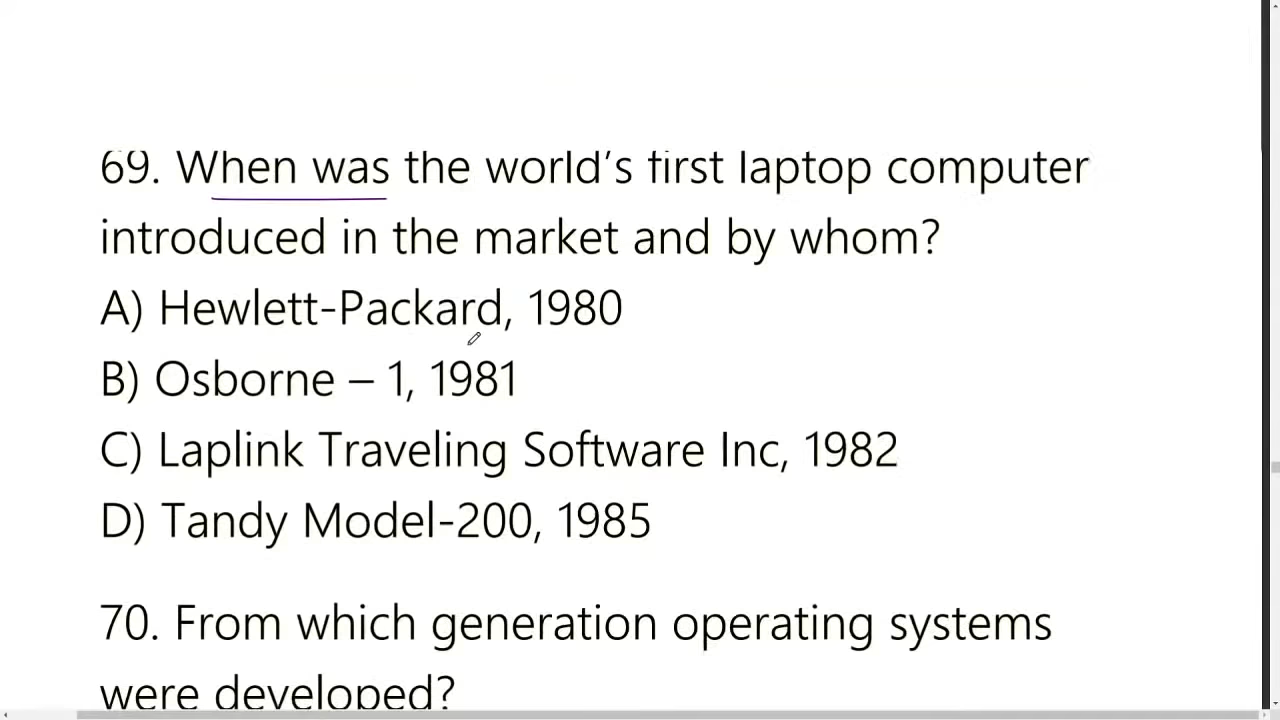 69. When was the world’s first laptop computer
introduced in the market and by whom?
A) Hewlett-Packard, 1980
B) Osborne – 1, 1981
C) Laplink Traveling Software Inc, 1982
D) Tandy Model-200, 1985
70. From which generation operating systems
were developed?